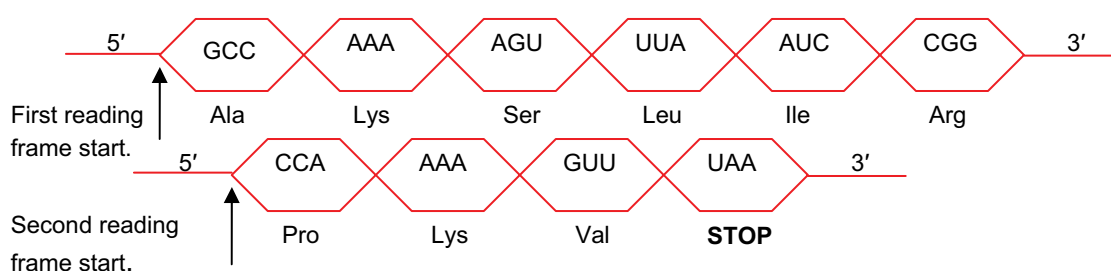 5′ GCC AAA AGU UUA AUC CGG 3′
First reading Ala Lys Ser Leu Ile Arg
frame start.
5′ CCA AAA GUU UAA 3′
Second reading Pro Lys Val STOP
frame start.